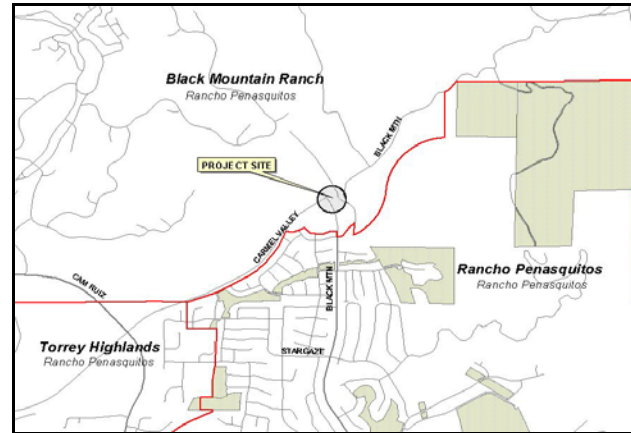 Black Mountain Ranch
Rancho Penasquitos
BLACK MTN
PROJECT SITE
CARMEL VALLEY
BLACK MTN
Rancho Penasquitos
Rancho Penasquitos
CAM RUIZ
Torrey Highlands
Rancho Penasquitos
STARGAZE